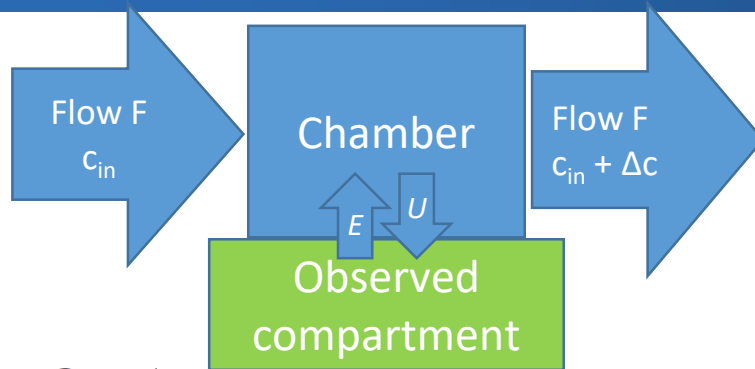 Flow F
c_in
Chamber
Flow F
c_in + Δc
E
U
Observed
compartment